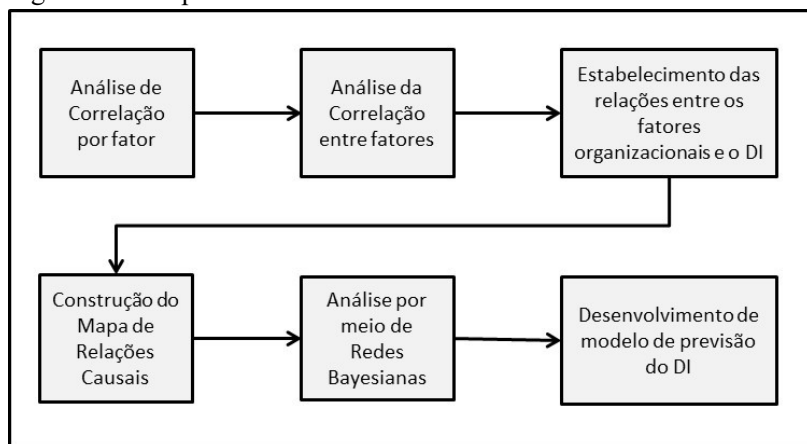 Análise de
Correlação
por fator
Análise da
Correlação
entre fatores
Estabelecimento das
relações entre os
fatores
organizacionais e o DI
Construção do
Mapa de
Relações
Causais
Análise por
meio de
Redes
Bayesianas
Desenvolvimento de
modelo de previsão
do DI